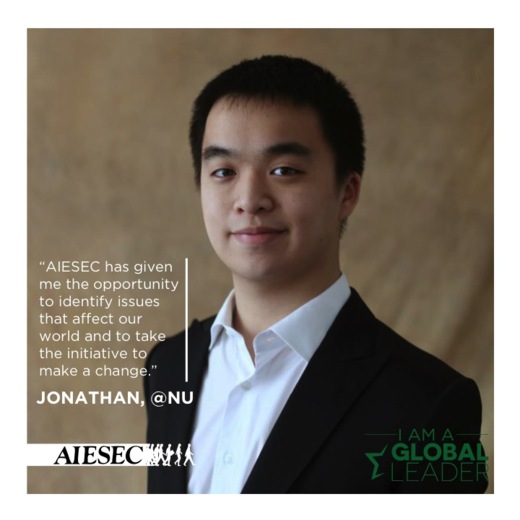 “AIESEC has given
me the opportunity
to identify issues
that affect our
world and to take
the initiative to
make a change.”
JONATHAN, @NU
AIESEC
I AM A
GLOBAL
LEADER